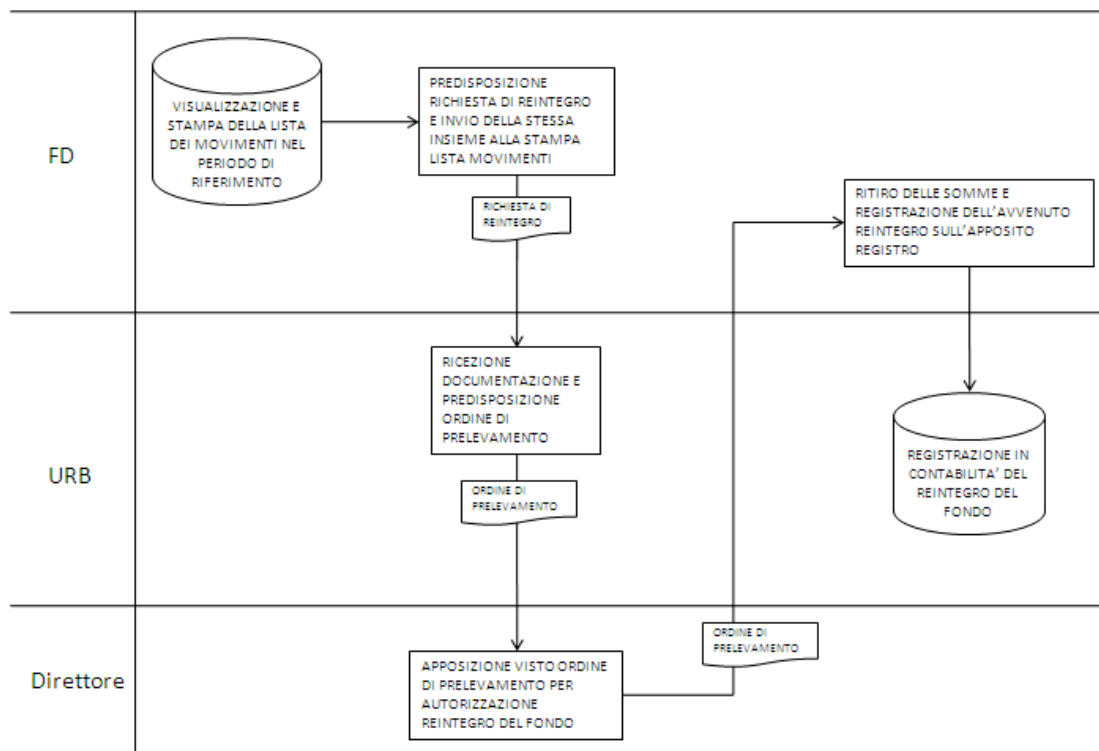 FD
VISUALIZZAZIONE E
STAMPA DELLA LISTA
DEI MOVIMENTI NEL
PERIODO DI
RIFERIMENTO
PREDISPOSIZIONE
RICHIESTA DI REINTEGRO
E INVIO DELLA STESSA
INSIEME ALLA STAMPA
LISTA MOVIMENTI
RICHIESTA DI
REINTEGRO
RITIRO DELLE SOMME E
REGISTRAZIONE DELL'AVVENUTO
REINTEGRO SULL'APPOSITO
REGISTRO
URB
RICEZIONE
DOCUMENTAZIONE E
PREDISPOSIZIONE
ORDINE DI
PRELEVAMENTO
ORDINE DI
PRELEVAMENTO
REGISTRAZIONE IN
CONTABILITA' DEL
REINTEGRO DEL
FONDO
Direttore
APPOSIZIONE VISTO ORDINE
DI PRELEVAMENTO PER
AUTORIZZAZIONE
REINTEGRO DEL FONDO
ORDINE DI
PRELEVAMENTO